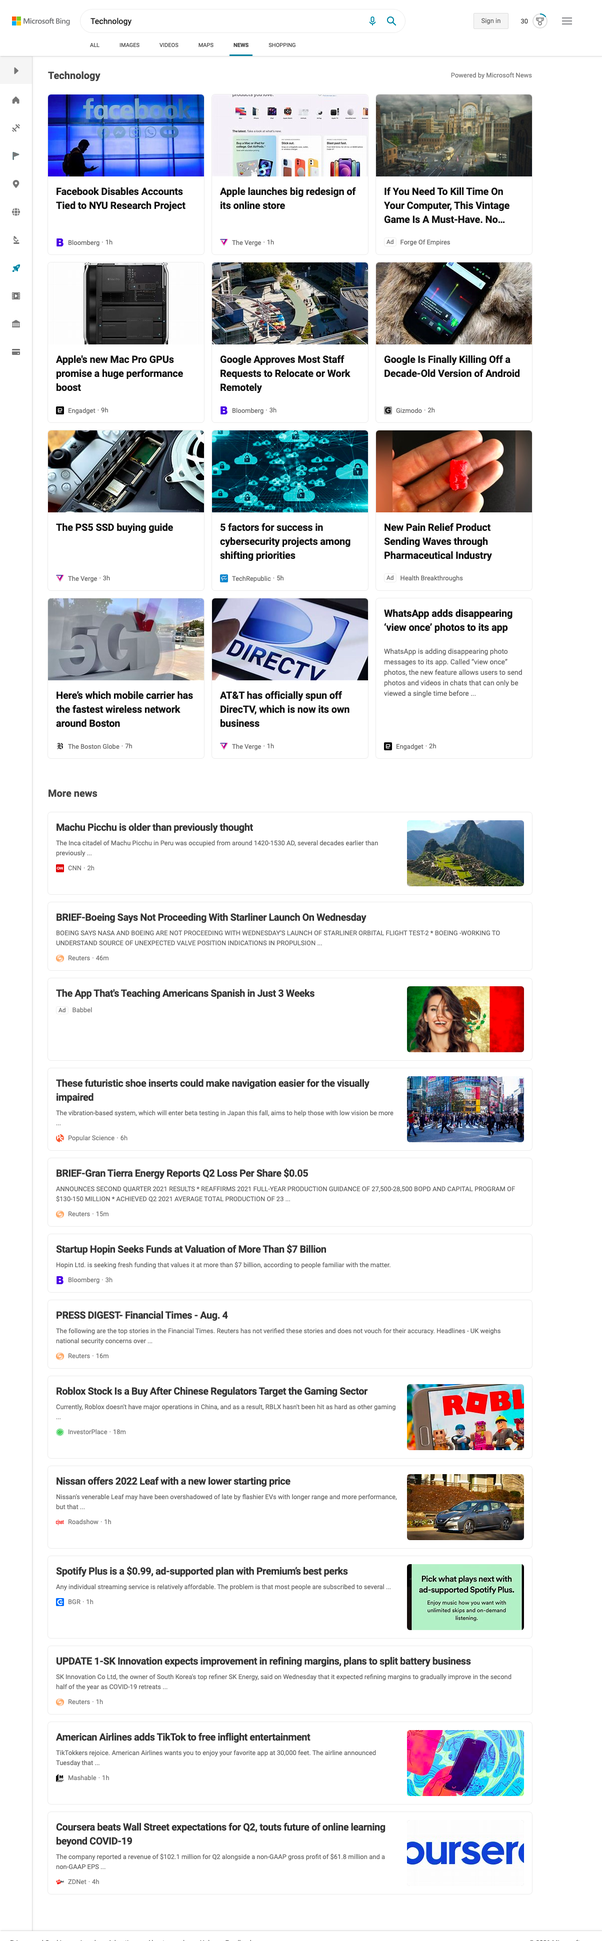 Microsoft Bing
Technology
Sign in
30
ALL
IMAGES
VIDEOS
MAPS
NEWS
SHOPPING
Technology
Powered by Microsoft News
facebook
Facebook Disables Accounts
Tied to NYU Research Project
Bloomberg · 1h
Apple launches big redesign of
its online store
The Verge · 1h
If You Need To Kill Time On
Your Computer, This Vintage
Game Is A Must-Have. No…
Ad Forge Of Empires
Apple's new Mac Pro GPUs
promise a huge performance
boost
Engadget · 9h
Google Approves Most Staff
Requests to Relocate or Work
Remotely
Bloomberg · 3h
Google Is Finally Killing Off a
Decade-Old Version of Android
Gizmodo · 2h
The PS5 SSD buying guide
The Verge · 3h
5 factors for success in
cybersecurity projects among
shifting priorities
TechRepublic · 5h
New Pain Relief Product
Sending Waves through
Pharmaceutical Industry
Ad Health Breakthroughs
5G
Here's which mobile carrier has
the fastest wireless network
around Boston
The Boston Globe · 7h
DIRECTV
AT&T has officially spun off
DirecTV, which is now its own
business
The Verge · 1h
WhatsApp adds disappearing
'view once' photos to its app
WhatsApp is adding disappearing photo
messages to its app. Called “view once”
photos, the new feature allows users to send
photos and videos in chats that can only be
viewed a single time before ...
Engadget · 2h
More news
Machu Picchu is older than previously thought
The Inca citadel of Machu Picchu in Peru was occupied from around 1420-1530 AD, several decades earlier than
previously ...
CNN · 2h
BRIEF-Boeing Says Not Proceeding With Starliner Launch On Wednesday
BOEING SAYS NASA AND BOEING ARE NOT PROCEEDING WITH WEDNESDAY'S LAUNCH OF STARLINER ORBITAL FLIGHT TEST-2 * BOEING -WORKING TO
UNDERSTAND SOURCE OF UNEXPECTED VALVE POSITION INDICATIONS IN PROPULSION ...
Reuters · 46m
The App That's Teaching Americans Spanish in Just 3 Weeks
Ad Babbel
These futuristic shoe inserts could make navigation easier for the visually
impaired
The vibration-based system, which will enter beta testing in Japan this fall, aims to help those with low vision be more
...
Popular Science · 6h
BRIEF-Gran Tierra Energy Reports Q2 Loss Per Share $0.05
ANNOUNCES SECOND QUARTER 2021 RESULTS * REAFFIRMS 2021 FULL-YEAR PRODUCTION GUIDANCE OF 27,500-28,500 BOPD AND CAPITAL PROGRAM OF
$130-150 MILLION * ACHIEVED Q2 2021 AVERAGE TOTAL PRODUCTION OF 23 ...
Reuters · 15m
Startup Hopin Seeks Funds at Valuation of More Than $7 Billion
Hopin Ltd. is seeking fresh funding that values it at more than $7 billion, according to people familiar with the matter.
Bloomberg · 3h
PRESS DIGEST- Financial Times - Aug. 4
The following are the top stories in the Financial Times. Reuters has not verified these stories and does not vouch for their accuracy. Headlines - UK weighs
national security concerns over ...
Reuters · 16m
Roblox Stock Is a Buy After Chinese Regulators Target the Gaming Sector
Currently, Roblox doesn't have major operations in China, and as a result, RBLX hasn't been hit as hard as other gaming
...
InvestorPlace · 18m
ROBL
Nissan offers 2022 Leaf with a new lower starting price
Nissan's venerable Leaf may have been overshadowed of late by flashier EVs with longer range and more performance,
but that ...
Roadshow · 1h
Spotify Plus is a $0.99, ad-supported plan with Premium's best perks
Any individual streaming service is relatively affordable. The problem is that most people are subscribed to several ...
BGR · 1h
Pick what plays next with
ad-supported Spotify Plus.
Enjoy music how you want with
unlimited skips and on-demand
listening.
UPDATE 1-SK Innovation expects improvement in refining margins, plans to split battery business
SK Innovation Co Ltd, the owner of South Korea's top refiner SK Energy, said on Wednesday that it expected refining margins to gradually improve in the second
half of the year as COVID-19 retreats ...
Reuters · 1h
American Airlines adds TikTok to free inflight entertainment
TikTokkers rejoice. American Airlines wants you to enjoy your favorite app at 30,000 feet. The airline announced
Tuesday that ...
Mashable · 1h
Coursera beats Wall Street expectations for Q2, touts future of online learning
beyond COVID-19
The company reported a revenue of $102.1 million for Q2 alongside a non-GAAP gross profit of $61.8 million and a
non-GAAP EPS ...
ZDNet · 4h
oursera